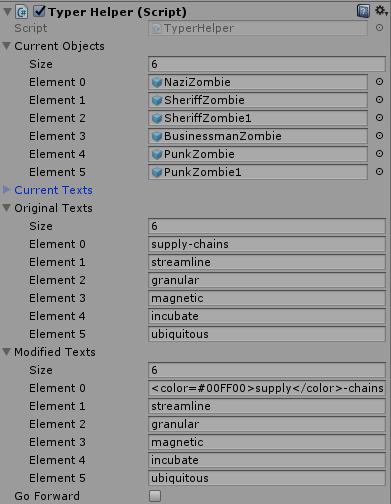 Typer Helper (Script)
Script TyperHelper
Current Objects
Size 6
Element 0 NaziZombie
Element 1 SheriffZombie
Element 2 SheriffZombie1
Element 3 BusinessmanZombie
Element 4 PunkZombie
Element 5 PunkZombie1
Current Texts
Original Texts
Size 6
Element 0 supply-chains
Element 1 streamline
Element 2 granular
Element 3 magnetic
Element 4 incubate
Element 5 ubiquitous
Modified Texts
Size 6
Element 0 <color=#00FF00>supply</color>-chains
Element 1 streamline
Element 2 granular
Element 3 magnetic
Element 4 incubate
Element 5 ubiquitous
Go Forward